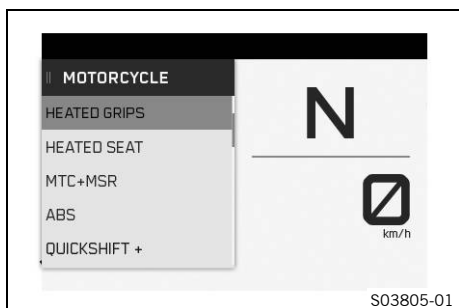 MOTORCYCLE
HEATED GRIPS
HEATED SEAT
MTC+MSR
ABS
QUICKSHIFT +
N
0
km/h
S03805-01